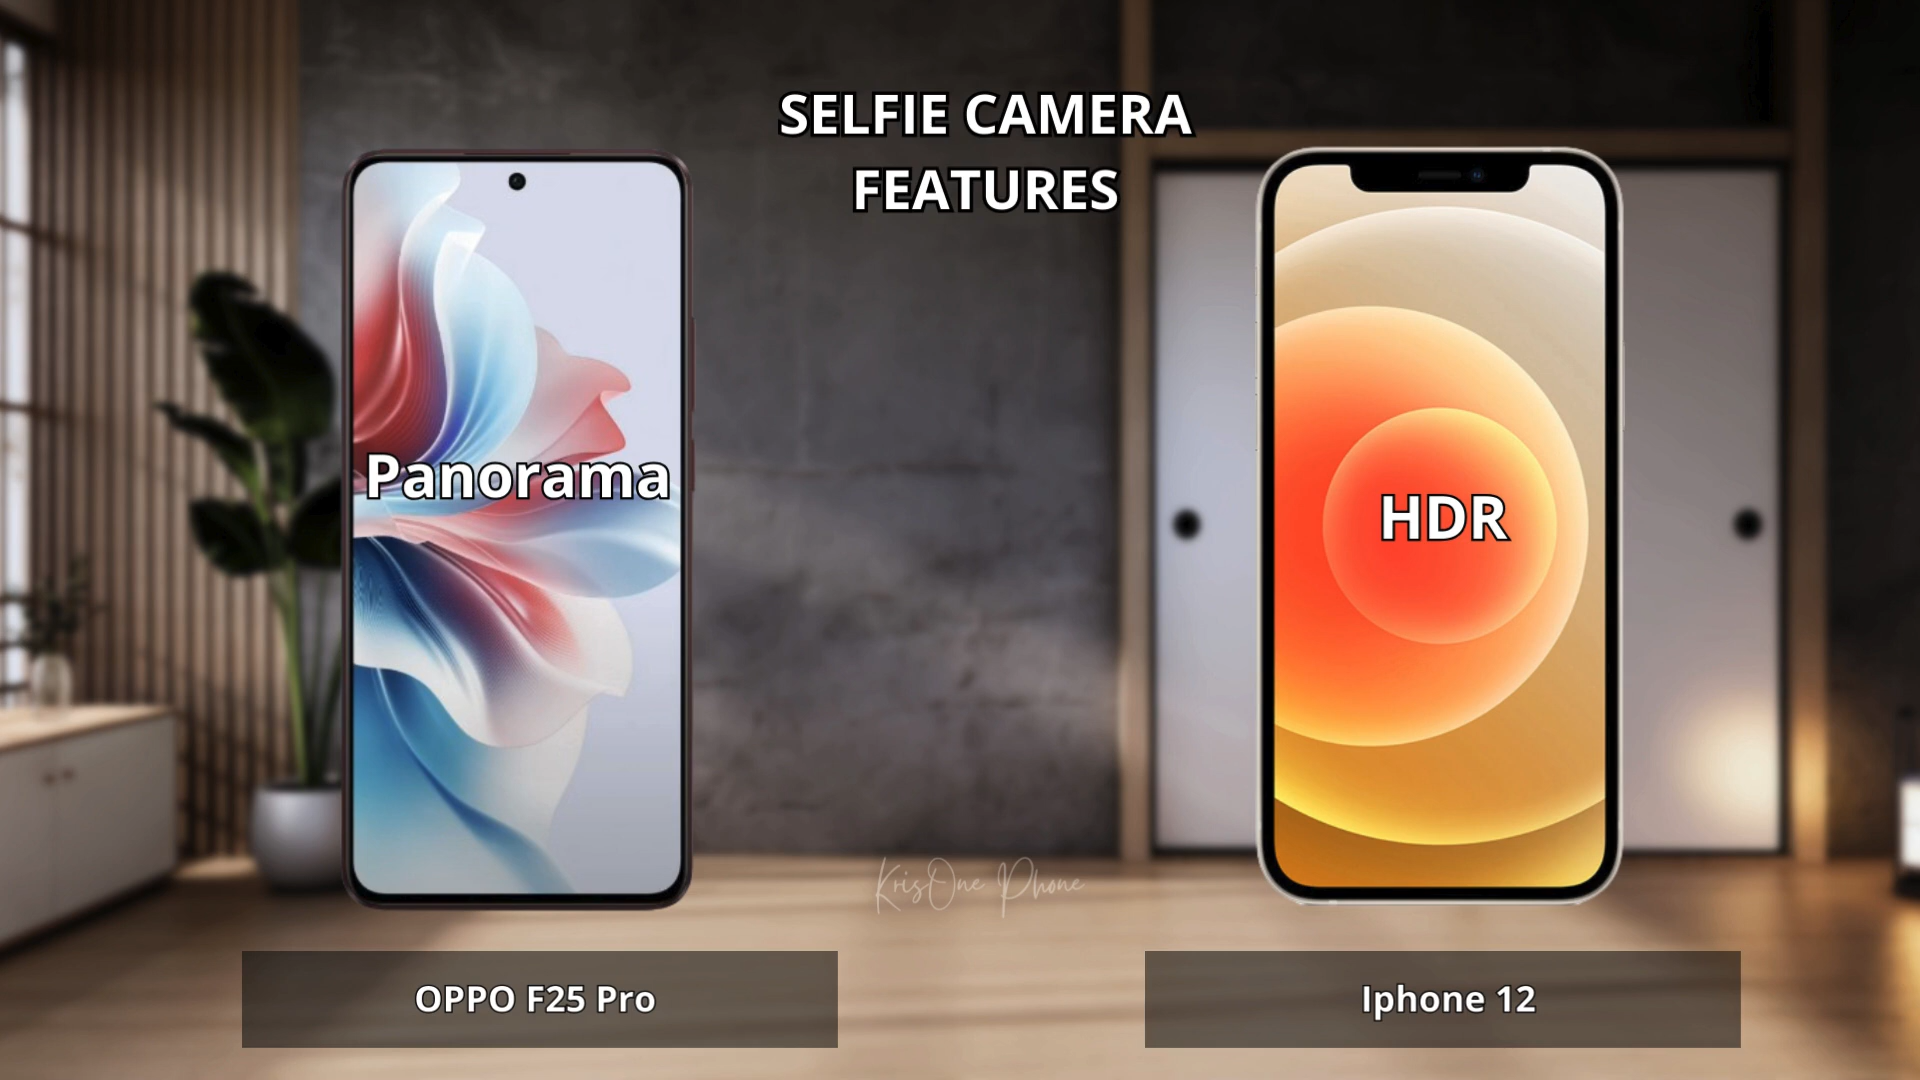 SELFIE CAMERA
FEATURES
Panorama
HDR
KrisOne Phone
OPPO F25 Pro
Iphone 12